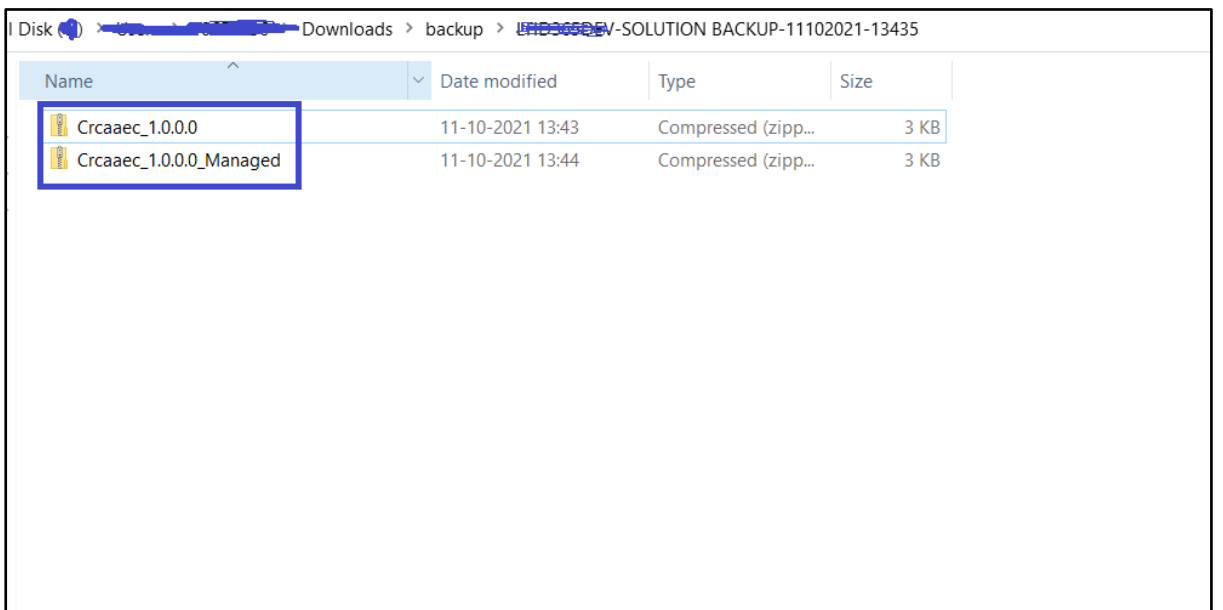 l Disk ( ) > > > Downloads > backup > V-SOLUTION BACKUP-11102021-13435
Name Date modified Type Size
Crcaaec_1.0.0.0 11-10-2021 13:43 Compressed (zipp... 3 KB
Crcaaec_1.0.0.0_Managed 11-10-2021 13:44 Compressed (zipp... 3 KB